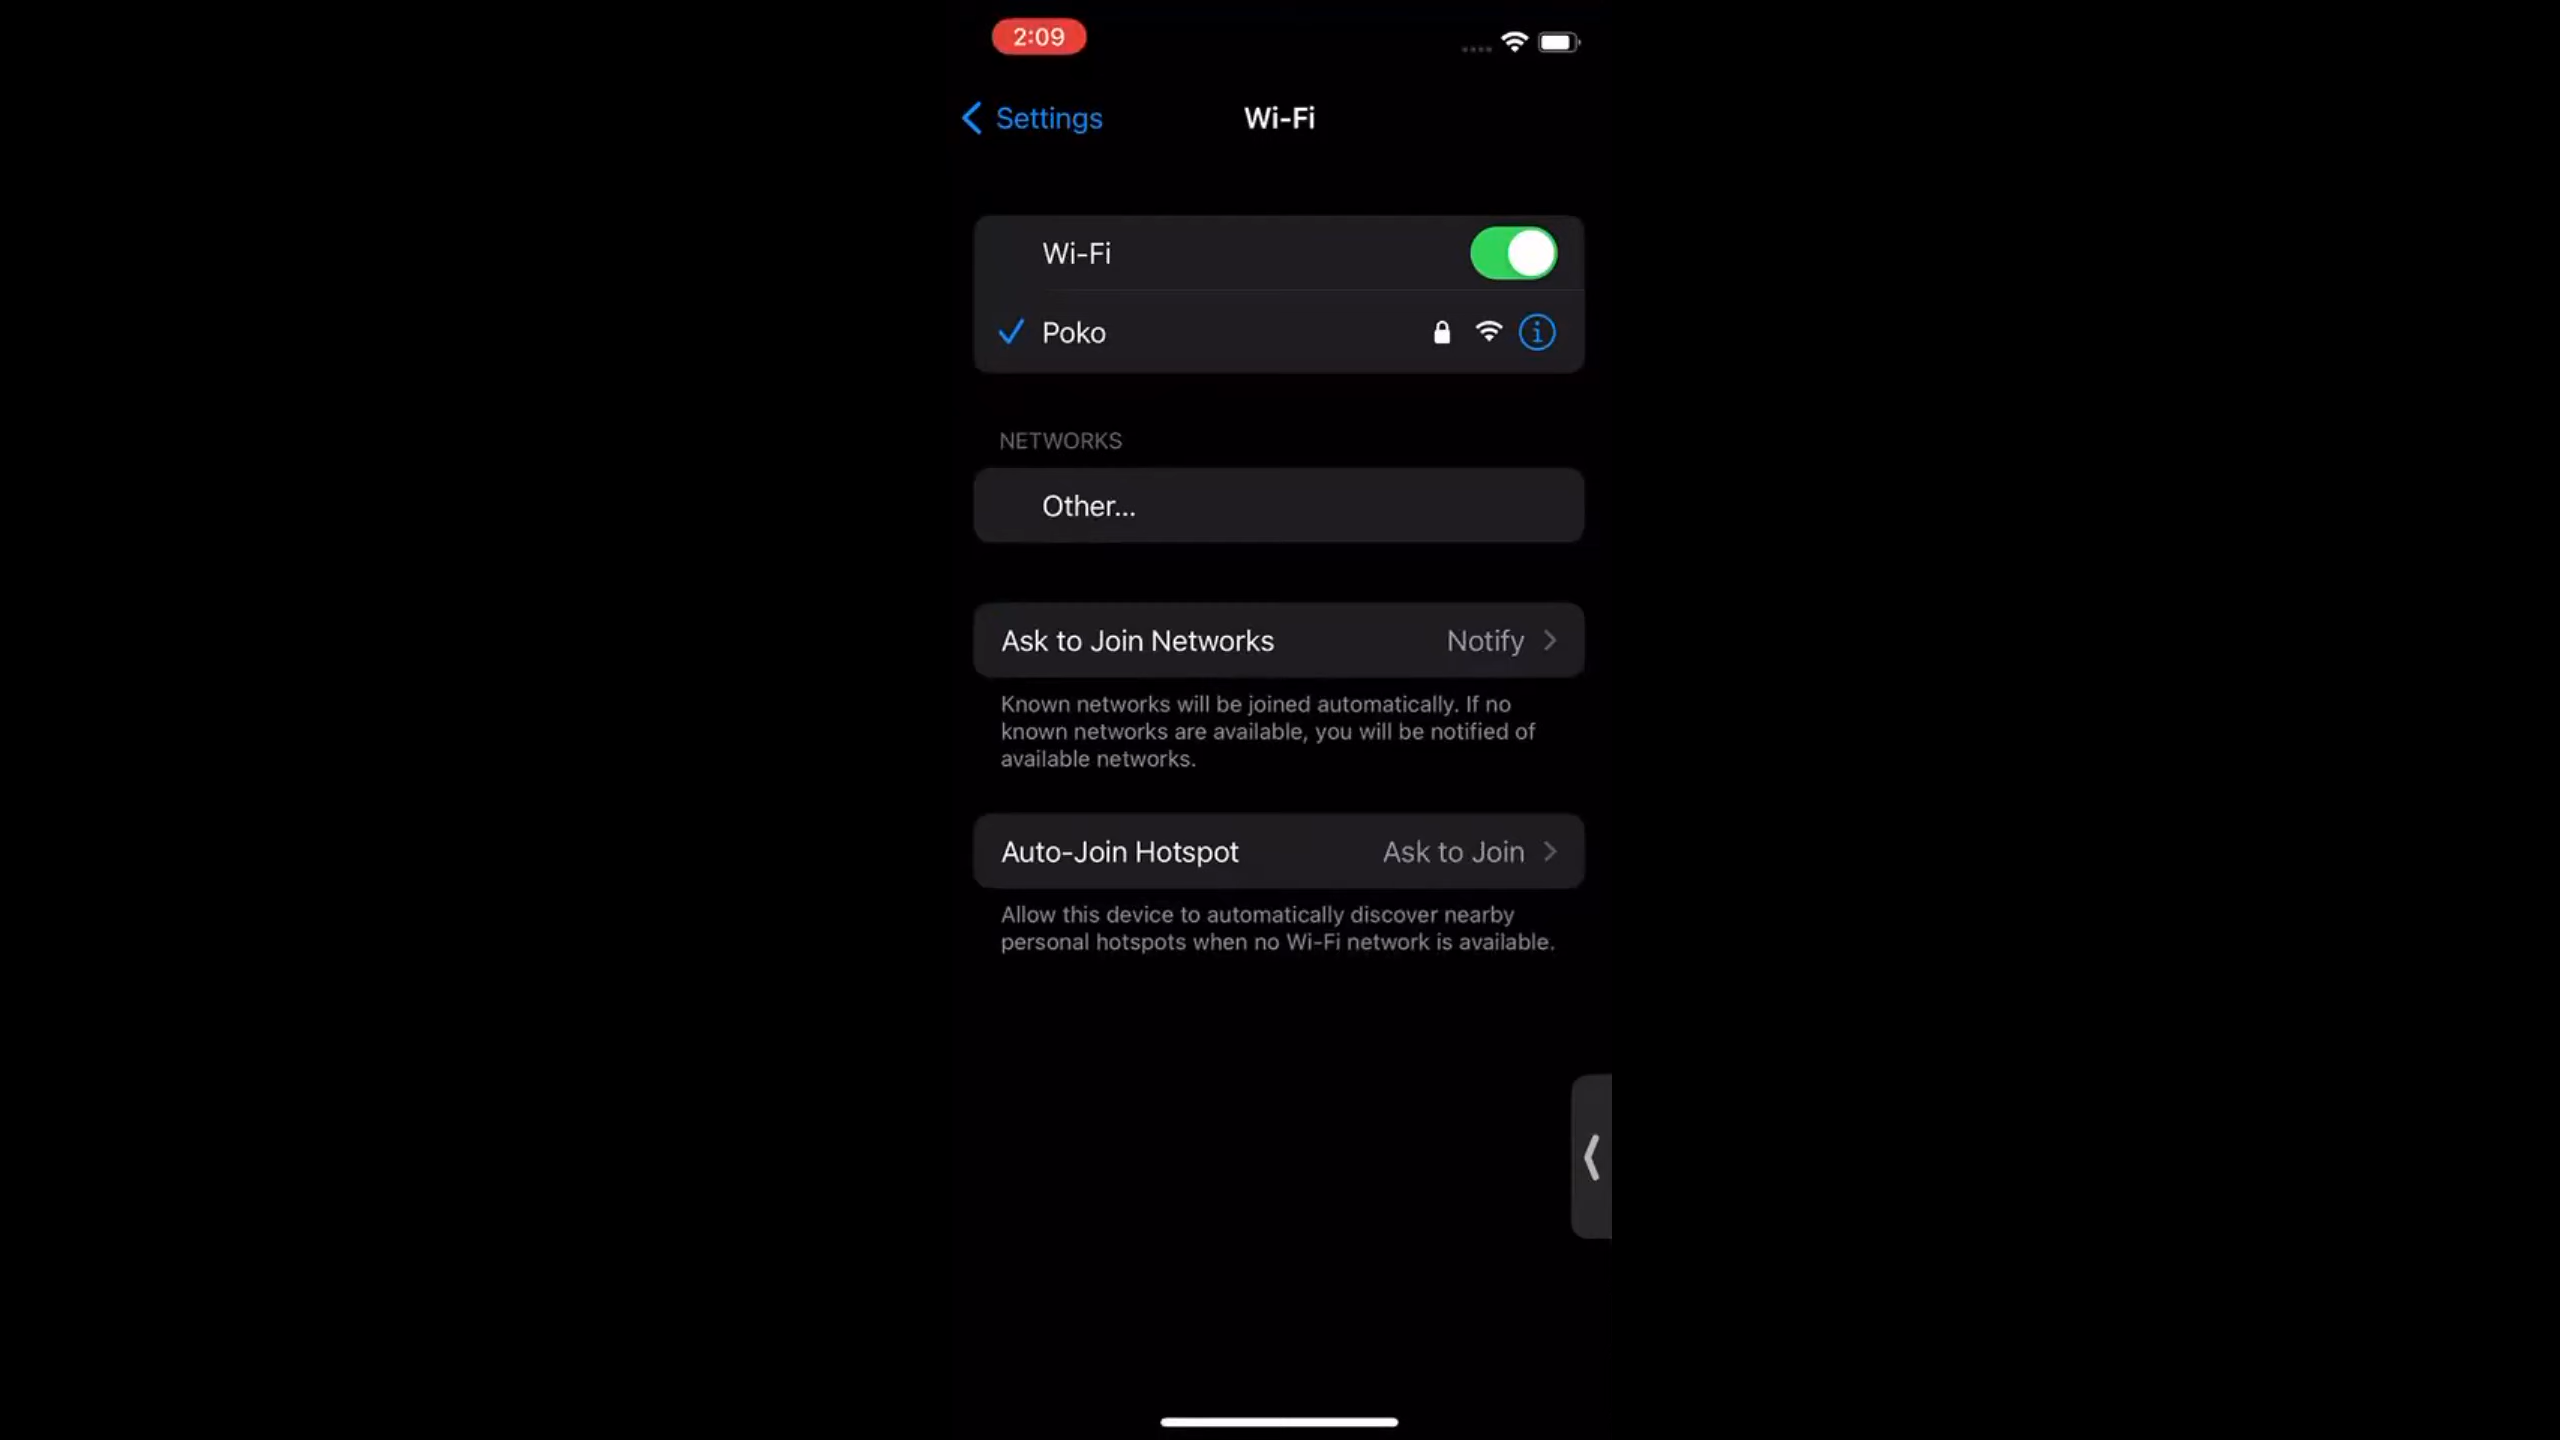 2:09
Settings
Wi-Fi
Wi-Fi
Poko
NETWORKS
Other...
Ask to Join Networks Notify
Known networks will be joined automatically. If no
known networks are available, you will be notified of
available networks.
Auto-Join Hotspot Ask to Join
Allow this device to automatically discover nearby
personal hotspots when no Wi-Fi network is available.